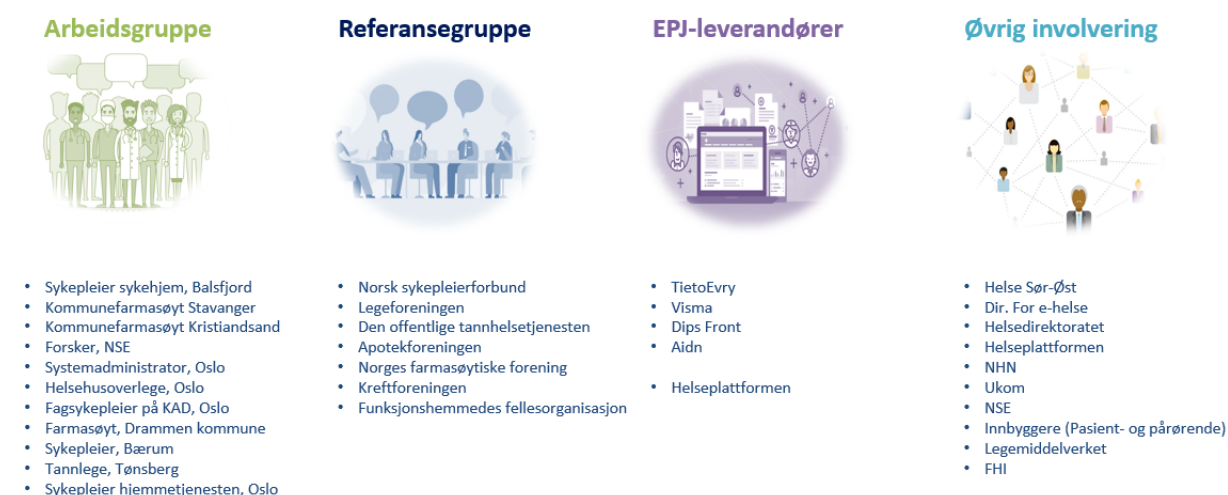 Arbeidsgruppe
Sykepleier sykehjem, Balsfjord
Kommunefarmasøyt Stavanger
Kommunefarmasøyt Kristiandsand
Forsker, NSE
Systemadministrator, Oslo
Helsehusoverlege, Oslo
Fagsykepleier på KAD, Oslo
Farmasøyt, Drammen kommune
Sykepleier, Bærum
Tannlege, Tønsberg
Sykepleier hjemmetjenesten, Oslo
Referansegruppe
Norsk sykepleierforbund
Legeforeningen
Den offentlige tannhelsetjenesten
Apotekforeningen
Norges farmasøytiske forening
Kreftforeningen
Funksjonshemmedes fellesorganisasjon
EPJ-leverandører
TietoEvry
Visma
Dips Front
Aidn
Helseplattformen
Øvrig involvering
Helse Sør-Øst
Dir. For e-helse
Helsedirektoratet
Helseplattformen
NHN
Ukom
NSE
Innbyggere (Pasient- og pårørende)
Legemiddelverket
FHI